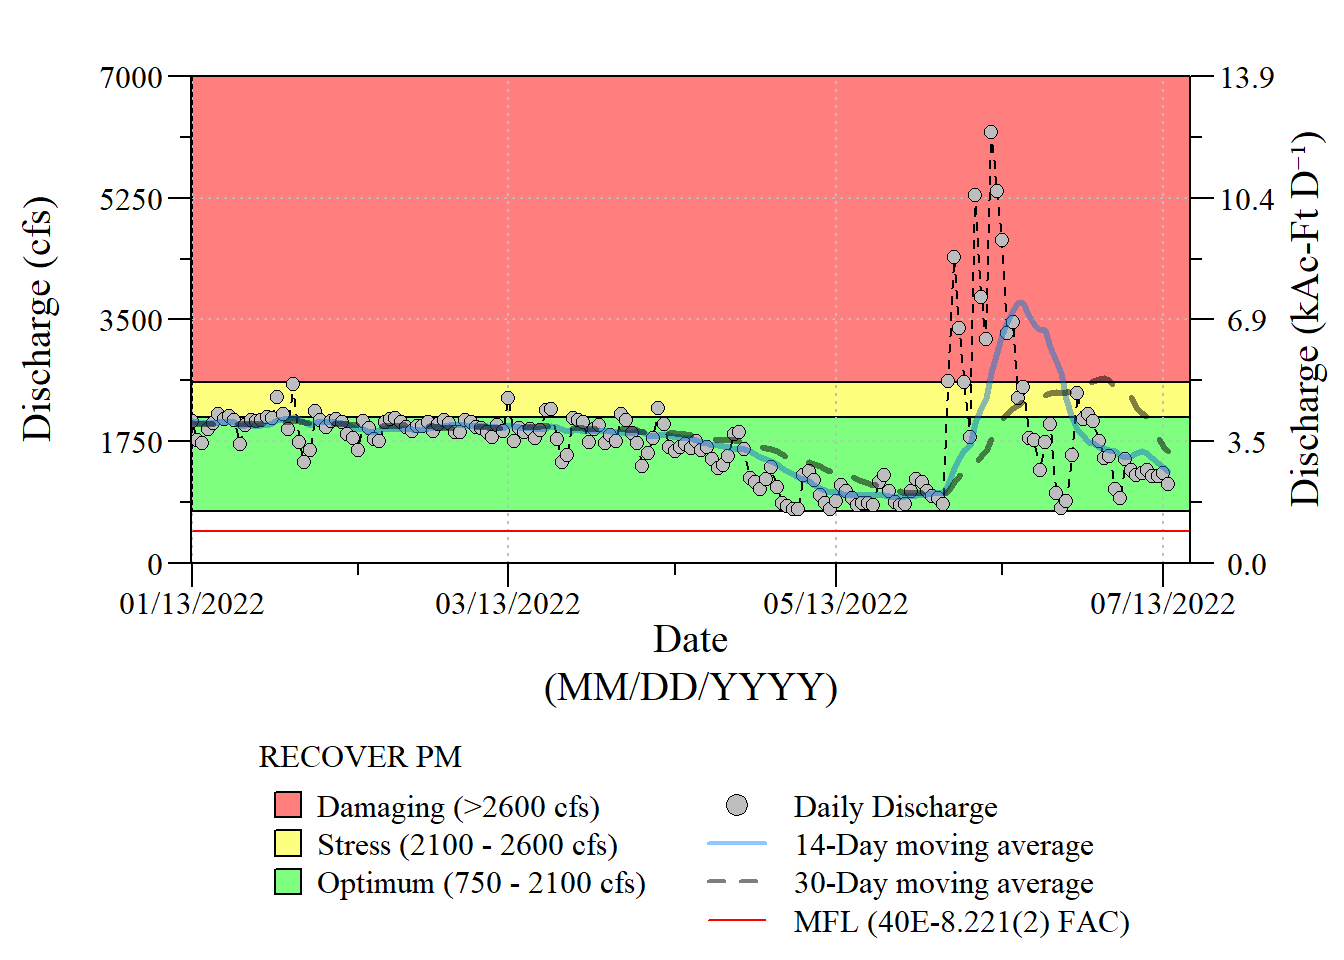 7000
5250
3500
1750
0
Discharge (cfs)
13.9
10.4
6.9
3.5
0.0
Discharge (kAc-Ft D⁻¹)
01/13/2022
03/13/2022
05/13/2022
07/13/2022
Date
(MM/DD/YYYY)
RECOVER PM
Damaging (>2600 cfs)
Stress (2100 - 2600 cfs)
Optimum (750 - 2100 cfs)
Daily Discharge
14-Day moving average
30-Day moving average
MFL (40E-8.221(2) FAC)